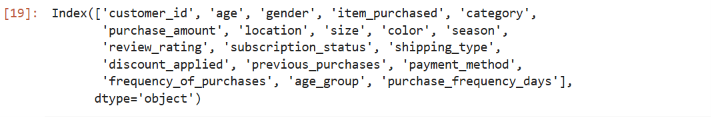 [19]: Index(['customer_id', 'age', 'gender', 'item_purchased', 'category',
'purchase_amount', 'location', 'size', 'color', 'season',
'review_rating', 'subscription_status', 'shipping_type',
'discount_applied', 'previous_purchases', 'payment_method',
'frequency_of_purchases', 'age_group', 'purchase_frequency_days'],
dtype='object')